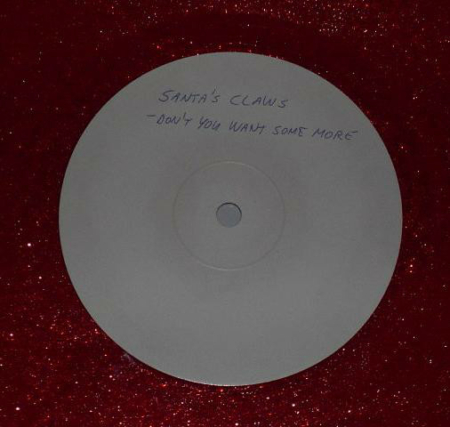 SANTA'S CLAWS
- DON'T YOU WANT SOME MORE